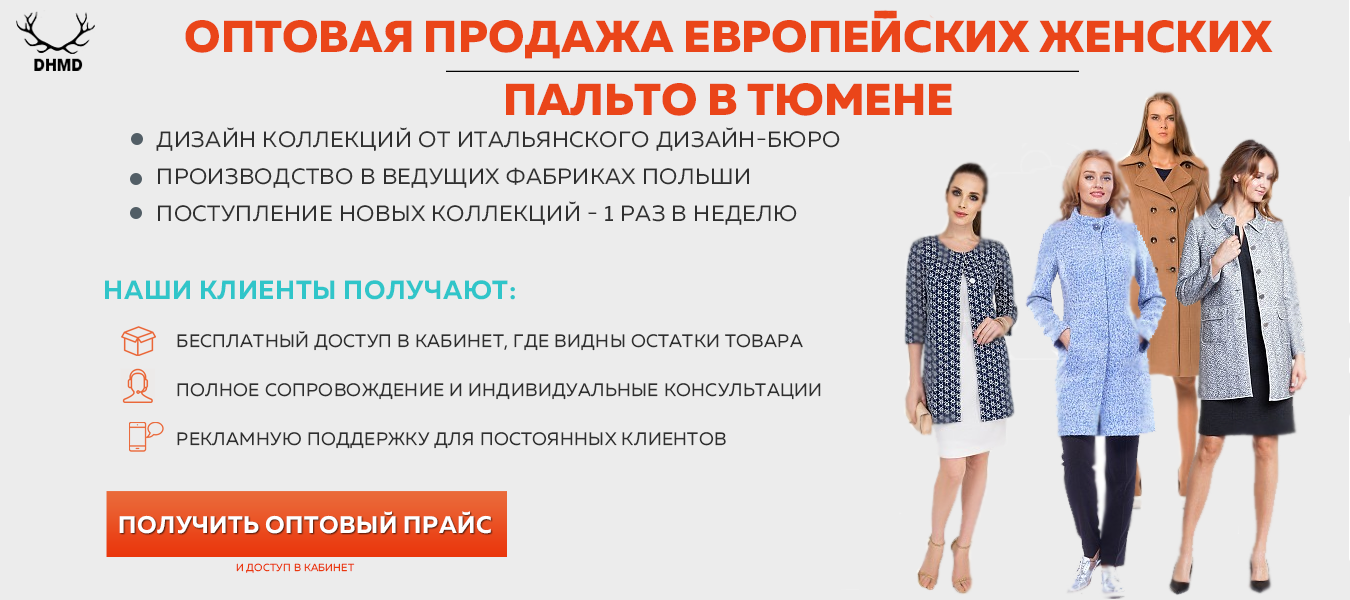 DHMD
ОПТОВАЯ ПРОДАЖА ЕВРОПЕЙСКИХ ЖЕНСКИХ
ПАЛЬТО В ТЮМЕНЕ
ДИЗАЙН КОЛЛЕКЦИЙ ОТ ИТАЛЬЯНСКОГО ДИЗАЙН-БЮРО
ПРОИЗВОДСТВО В ВЕДУЩИХ ФАБРИКАХ ПОЛЬШИ
ПОСТУПЛЕНИЕ НОВЫХ КОЛЛЕКЦИЙ - 1 РАЗ В НЕДЕЛЮ
НАШИ КЛИЕНТЫ ПОЛУЧАЮТ:
БЕСПЛАТНЫЙ ДОСТУП В КАБИНЕТ, ГДЕ ВИДНЫ ОСТАТКИ ТОВАРА
ПОЛНОЕ СОПРОВОЖДЕНИЕ И ИНДИВИДУАЛЬНЫЕ КОНСУЛЬТАЦИИ
РЕКЛАМНУЮ ПОДДЕРЖКУ ДЛЯ ПОСТОЯННЫХ КЛИЕНТОВ
ПОЛУЧИТЬ ОПТОВЫЙ ПРАЙС
И ДОСТУП В КАБИНЕТ